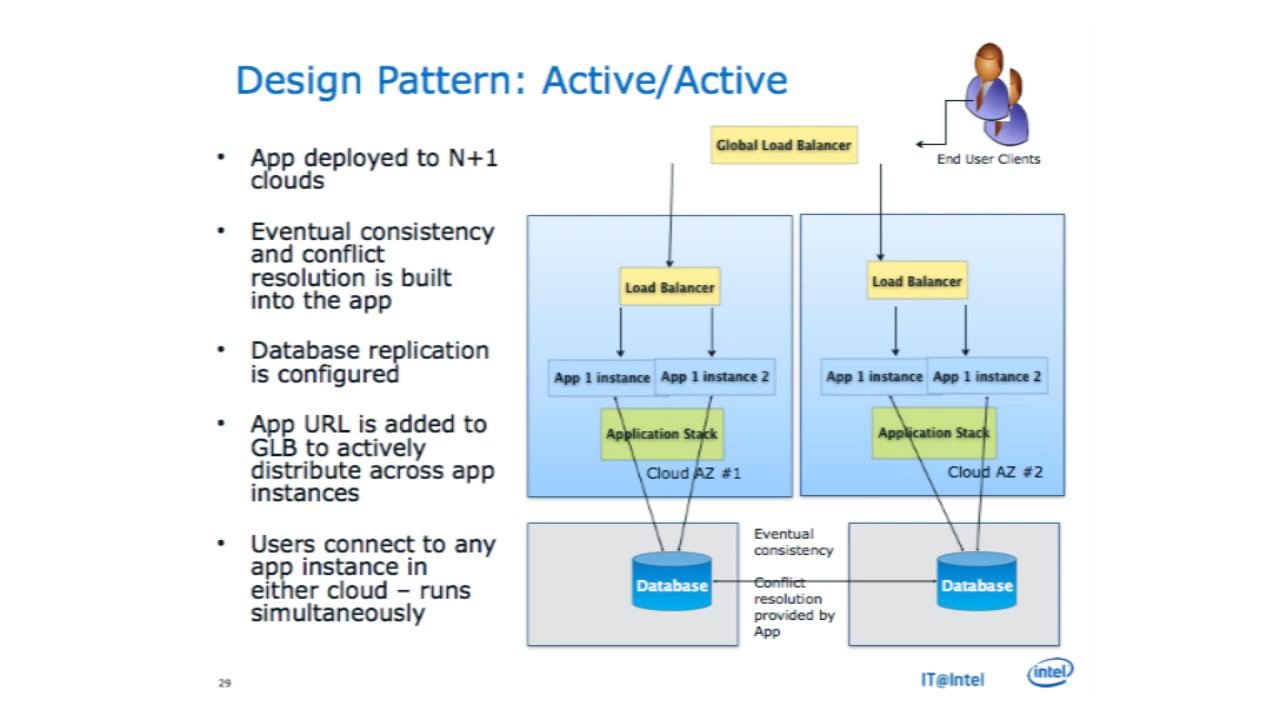 Design Pattern: Active/Active
• App deployed to N+1
clouds
• Eventual consistency
and conflict
resolution is built
into the app
• Database replication
is configured
• App URL is added to
GLB to actively
distribute across app
instances
• Users connect to any
app instance in
either cloud – runs
simultaneously
Global Load Balancer
End User Clients
Load Balancer
App 1 instance
App 1 instance 2
Application Stack
Cloud AZ #1
Load Balancer
App 1 instance
App 1 instance 2
Application Stack
Cloud AZ #2
Database
Eventual
consistency
Conflict
resolution
provided by
App
Database
29
IT@Intel
intel